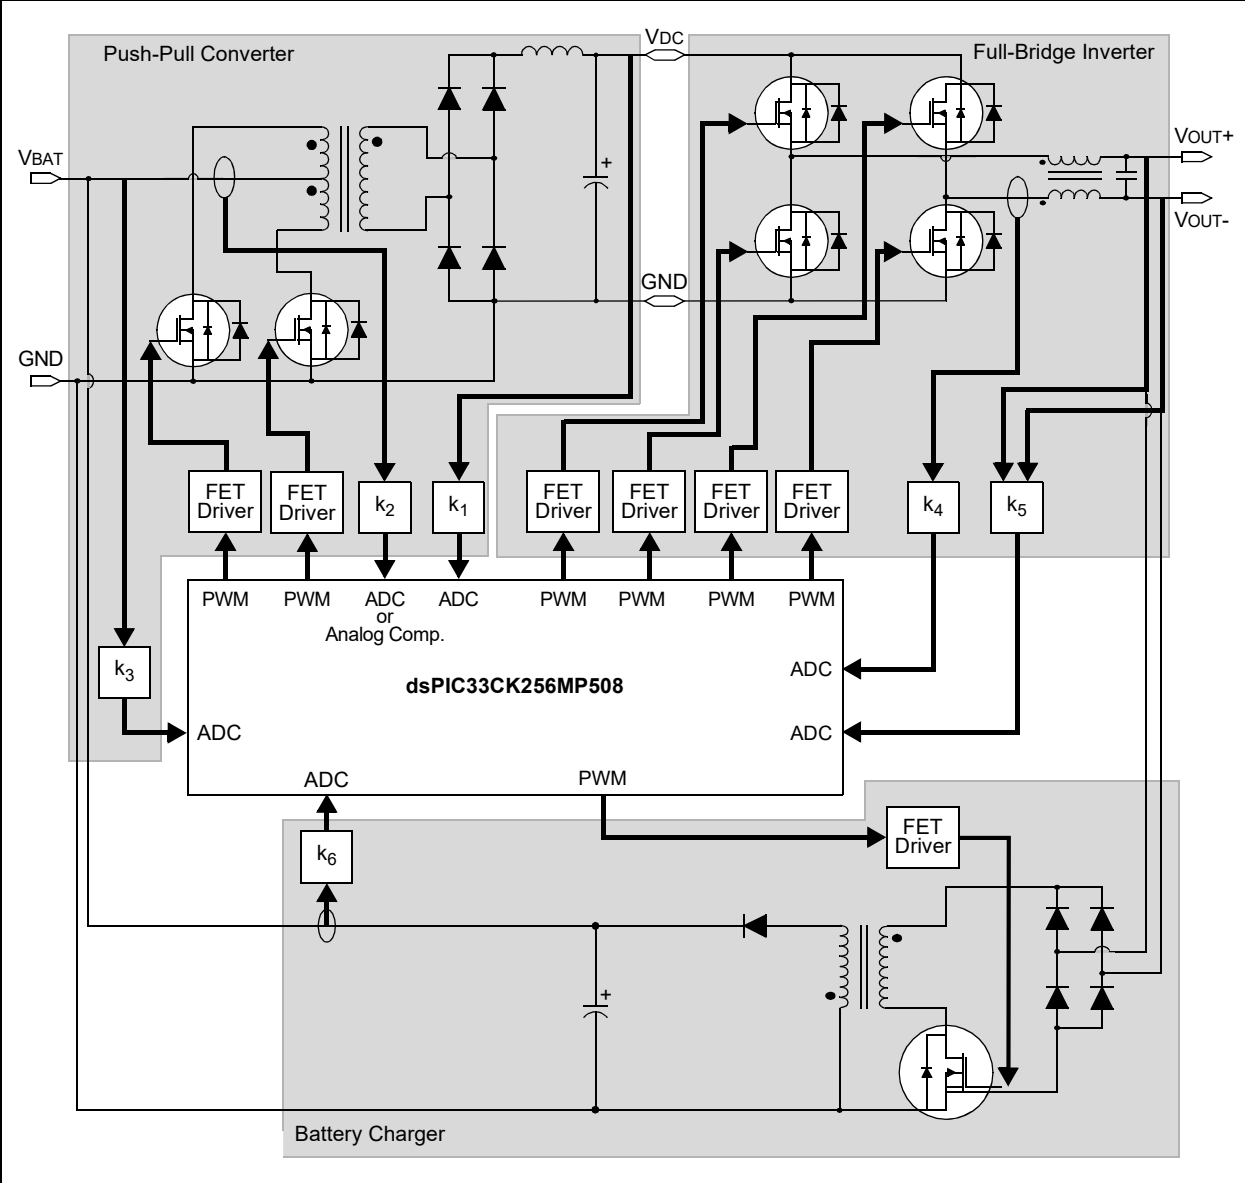 Push-Pull Converter
VDC
Full-Bridge Inverter
VBAT
+
VOUT+
VOUT-
GND
GND
FET
Driver
FET
Driver
k2
k1
FET
Driver
FET
Driver
FET
Driver
FET
Driver
k4
k5
PWM
PWM
ADC
or
Analog Comp.
ADC
PWM
PWM
PWM
PWM
k3
dsPIC33CK256MP508
ADC
ADC
ADC
ADC
PWM
k6
FET
Driver
+
Battery Charger